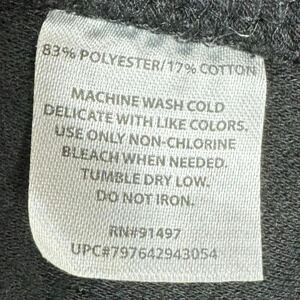 83% POLYESTER/17% COTTON
MACHINE WASH COLD
DELICATE WITH LIKE COLORS.
USE ONLY NON-CHLORINE
BLEACH WHEN NEEDED.
TUMBLE DRY LOW.
DO NOT IRON.
RN#91497
UPC#797642943054